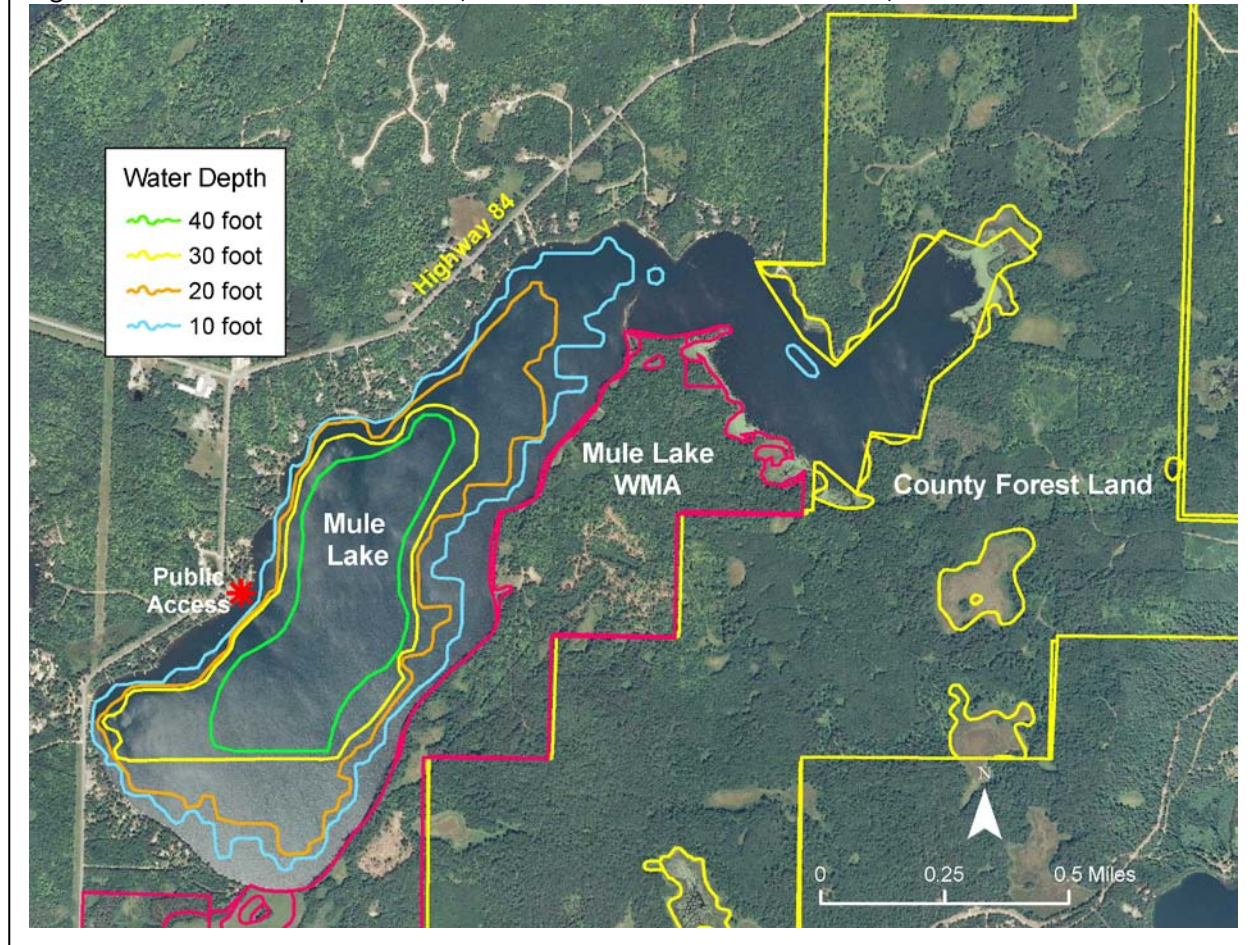 Water Depth
40 foot
30 foot
20 foot
10 foot
Highway 84
Mule Lake
WMA
County Forest Land
Mule
Lake
Public
Access
N
0 0.25 0.5 Miles